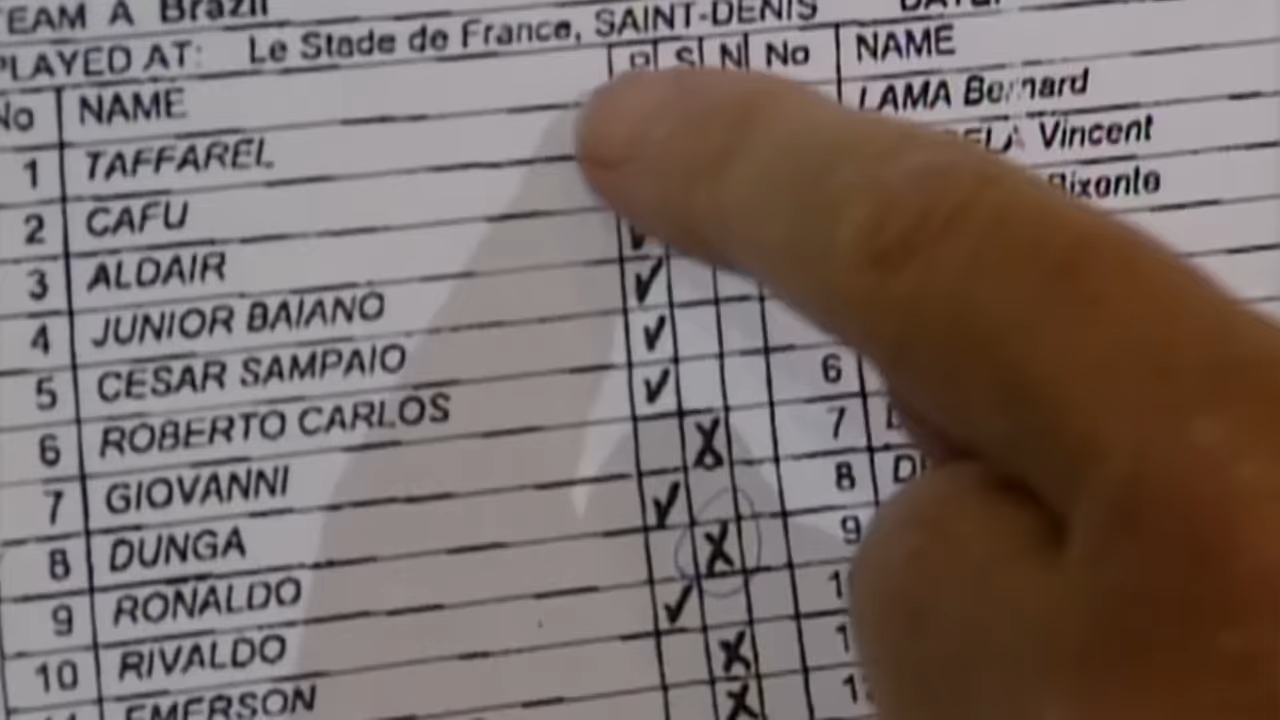 TEAM A Brazil
PLAYED AT: Le Stade de France, SAINT-DENIS
No NAME P S N No NAME
1 TAFFAREL LAMA Bernard
2 CAFU Vincent
3 ALDAIR Bixente
4 JUNIOR BAIANO
5 CESAR SAMPAIO
6 ROBERTO CARLOS 6
7 GIOVANNI X 7
8 DUNGA 8
9 RONALDO X 9
10 RIVALDO
EMERSON X
X